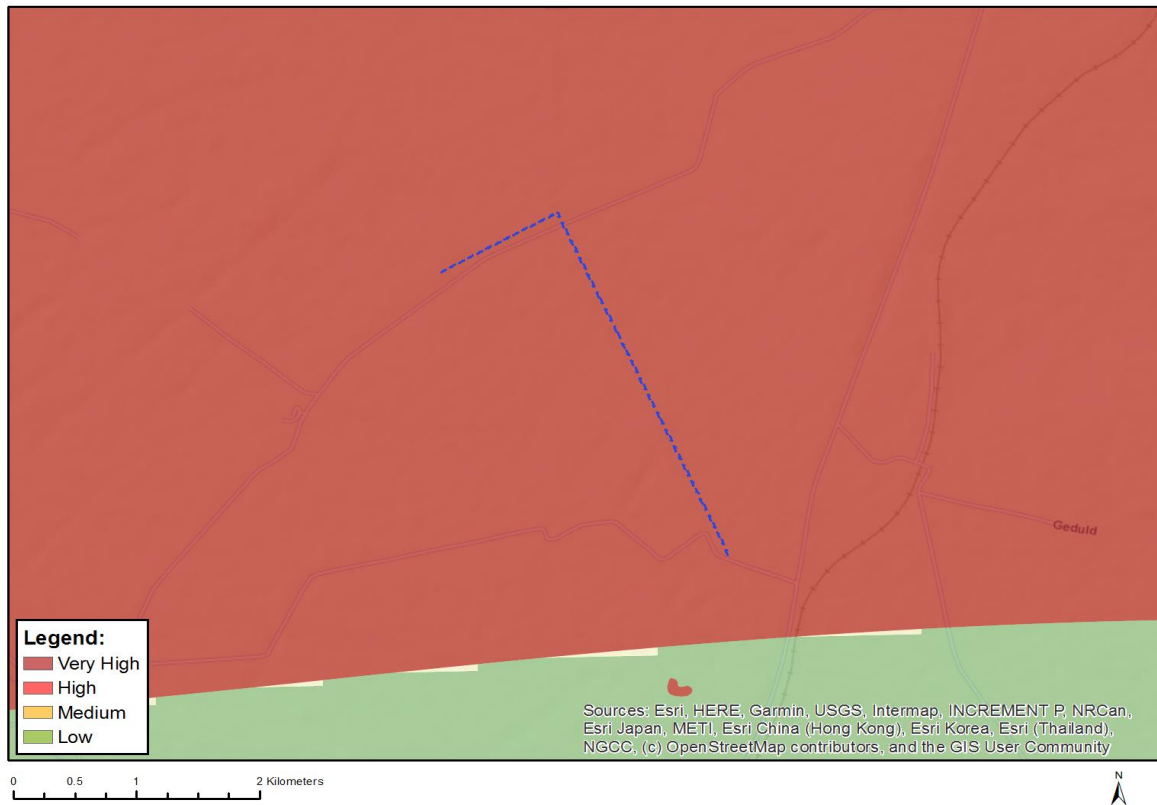 Geduld
Legend:
Very High
High
Medium
Low
Sources: Esri, HERE, Garmin, USGS, Intermap, INCREMENT P, NRCan,
Esri Japan, METI, Esri China (Hong Kong), Esri Korea, Esri (Thailand),
NGCC, (c) OpenStreetMap contributors, and the GIS User Community
0 0.5 1 2 Kilometers
N